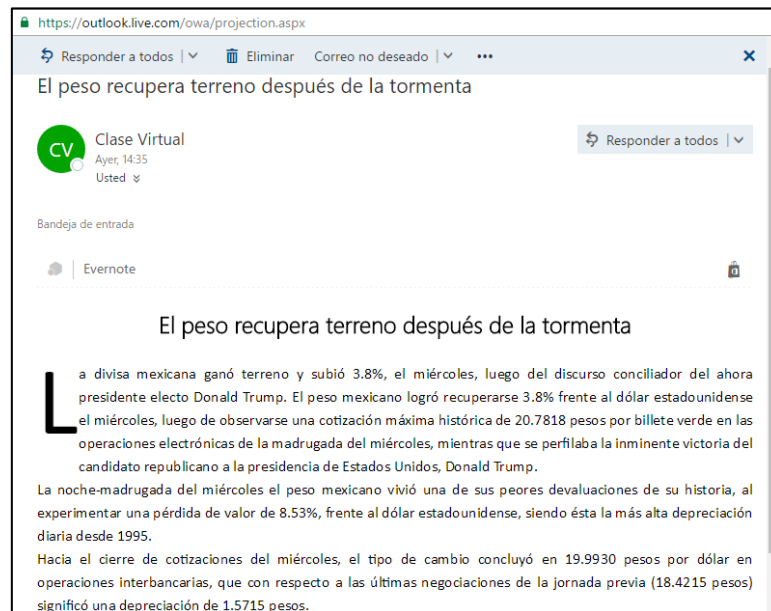 https://outlook.live.com/owa/projection.aspx
Responder a todos | Eliminar Correo no deseado | ...
El peso recupera terreno después de la tormenta
CV Clase Virtual
Responder a todos |
Ayer, 14:35
Usted
Bandeja de entrada
Evernote
El peso recupera terreno después de la tormenta
La divisa mexicana ganó terreno y subió 3.8%, el miércoles, luego del discurso conciliador del ahora
presidente electo Donald Trump. El peso mexicano logró recuperarse 3.8% frente al dólar estadounidense
el miércoles, luego de observarse una cotización máxima histórica de 20.7818 pesos por billete verde en las
operaciones electrónicas de la madrugada del miércoles, mientras que se perfilaba la inminente victoria del
candidato republicano a la presidencia de Estados Unidos, Donald Trump.
La noche-madrugada del miércoles el peso mexicano vivió una de sus peores devaluaciones de su historia, al
experimentar una pérdida de valor de 8.53%, frente al dólar estadounidense, siendo ésta la más alta depreciación
diaria desde 1995.
Hacia el cierre de cotizaciones del miércoles, el tipo de cambio concluyó en 19.9930 pesos por dólar en
operaciones interbancarias, que con respecto a las últimas negociaciones de la jornada previa (18.4215 pesos)
significó una depreciación de 1.5715 pesos.